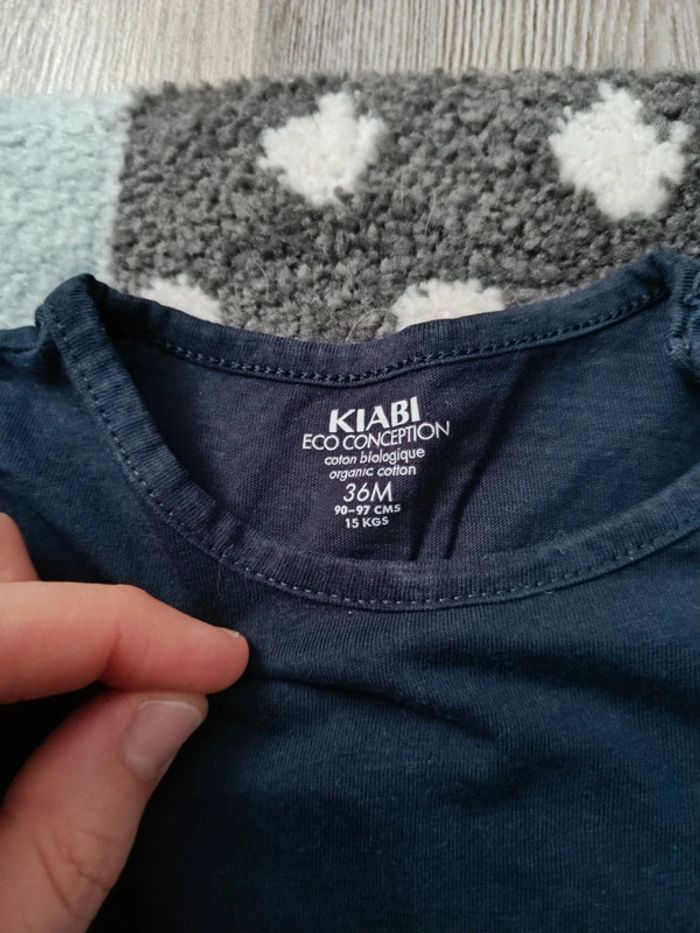 KIABI
ECO CONCEPTION
coton biologique
organic cotton
36M
90-97 CMS
15 KGS